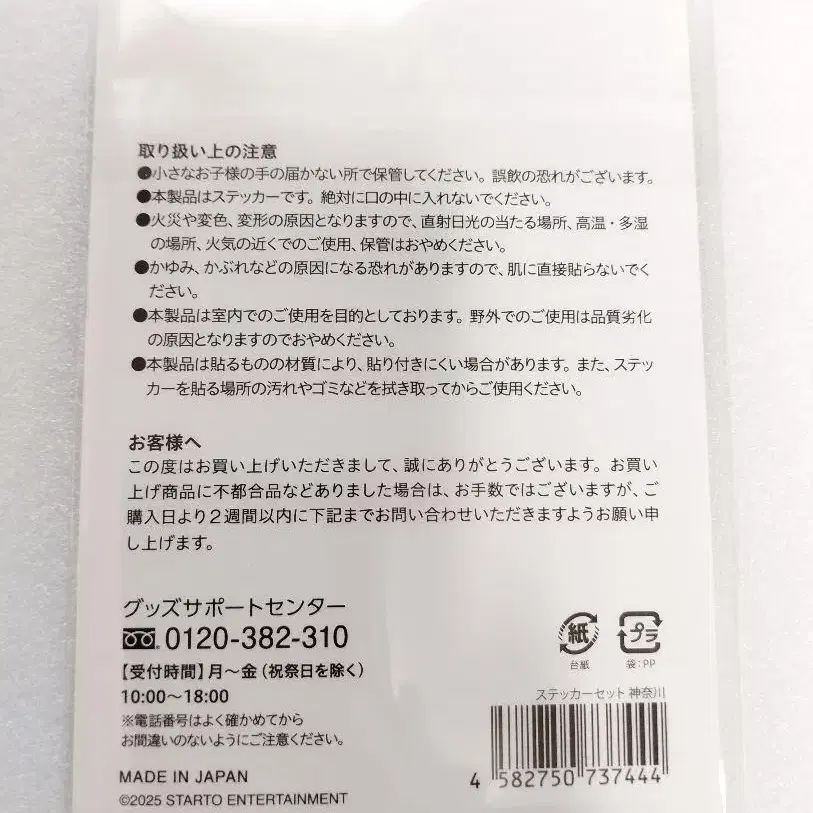 取り扱い上の注意
●小さなお子様の手の届かない所で保管してください。誤飲の恐れがございます。
●本製品はステッカーです。絶対に口の中に入れないでください。
●火災や変色、変形の原因となりますので、直射日光の当たる場所、高温・多湿
の場所、火気の近くでのご使用、保管はおやめください。
●かゆみ、かぶれなどの原因になる恐れがありますので、肌に直接貼らないでく
ださい。
●本製品は室内でのご使用を目的としております。野外でのご使用は品質劣化
の原因となりますのでおやめください。
●本製品は貼るものの材質により、貼り付きにくい場合があります。また、ステッ
カーを貼る場所の汚れやゴミなどを拭き取ってからご使用ください。
お客様へ
この度はお買い上げいただきまして、誠にありがとうございます。お買い
上げ商品に不都合品などありました場合は、お手数ではございますが、ご
購入日より2週間以内に下記までお問い合わせいただきますようお願い申
し上げます。
グッズサポートセンター
0120-382-310
【受付時間】月～金（祝祭日を除く）
10:00～18:00
※電話番号はよく確かめてから
お間違いのないようにご注意ください。
MADE IN JAPAN
©2025 STARTO ENTERTAINMENT
紙
台紙
プラ
袋:PP
ステッカーセット 神奈川
4 582750 737444